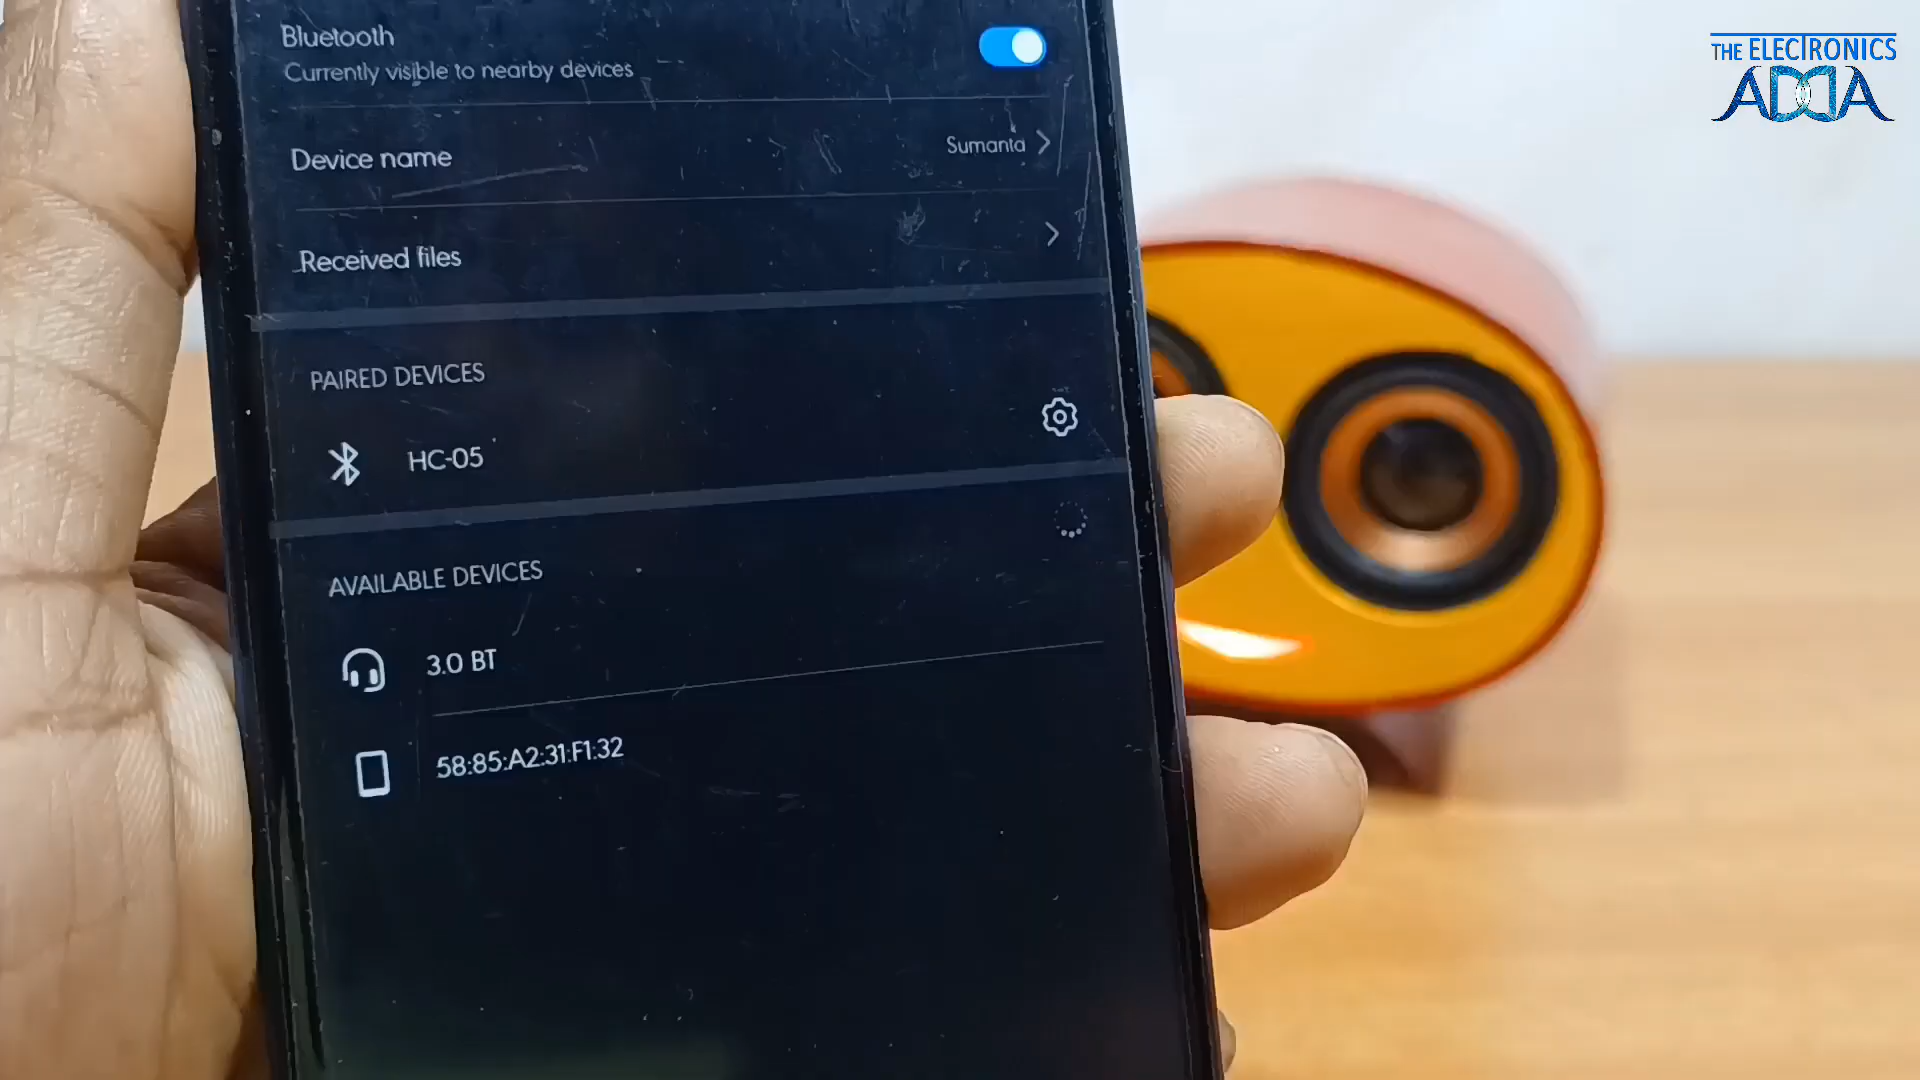 Bluetooth
Currently visible to nearby devices
Device name
Sumanta
Received files
PAIRED DEVICES
HC-05
AVAILABLE DEVICES
3.0 BT
58:85:A2:31:F1:32
THE ELECTRONICS
ADDA